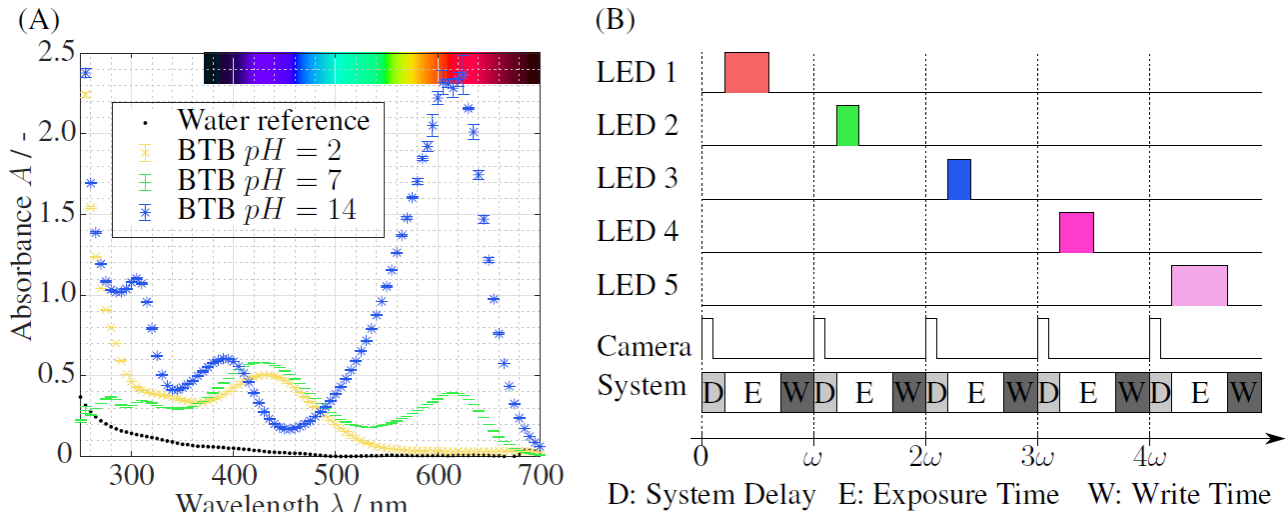 (A)
2.5
2.0
1.5
1.0
0.5
0
Absorbance A / -
Water reference
BTB pH = 2
BTB pH = 7
BTB pH = 14
300 400 500 600 700
Wavelength λ / nm
(B)
LED 1
LED 2
LED 3
LED 4
LED 5
Camera
System
D E W D E W D E W D E W D E W
0 ω 2ω 3ω 4ω
D: System Delay E: Exposure Time W: Write Time